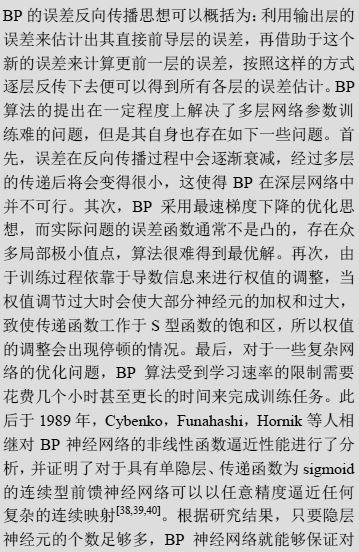 BP 的误差反向传播思想可以概括为: 利用输出层的
误差来估计出其直接前导层的误差，再借助于这个
新的误差来计算更前一层的误差，按照这样的方式
逐层反传下去便可以得到所有各层的误差估计。BP
算法的提出在一定程度上解决了多层网络参数训
练难的问题，但是其自身也存在如下一些问题。首
先，误差在反向传播过程中会逐渐衰减，经过多层
的传递后将会变得很小，这使得 BP 在深层网络中
并不可行。其次，BP 采用最速梯度下降的优化思
想，而实际问题的误差函数通常不是凸的，存在众
多局部极小值点，算法很难得到最优解。再次，由
于训练过程依靠于导数信息来进行权值的调整，当
权值调节过大时会使大部分神经元的加权和过大，
致使传递函数工作于 S 型函数的饱和区，所以权值
的调整会出现停顿的情况。最后，对于一些复杂网
络的优化问题，BP 算法受到学习速率的限制需要
花费几个小时甚至更长的时间来完成训练任务。此
后于 1989 年，Cybenko，Funahashi，Hornik 等人相
继对 BP 神经网络的非线性函数逼近性能进行了分
析，并证明了对于具有单隐层、传递函数为 sigmoid
的连续型前馈神经网络可以以任意精度逼近任何
复杂的连续映射[38,39,40]。根据研究结果，只要隐层
神经元的个数足够多，BP 神经网络就能够保证对